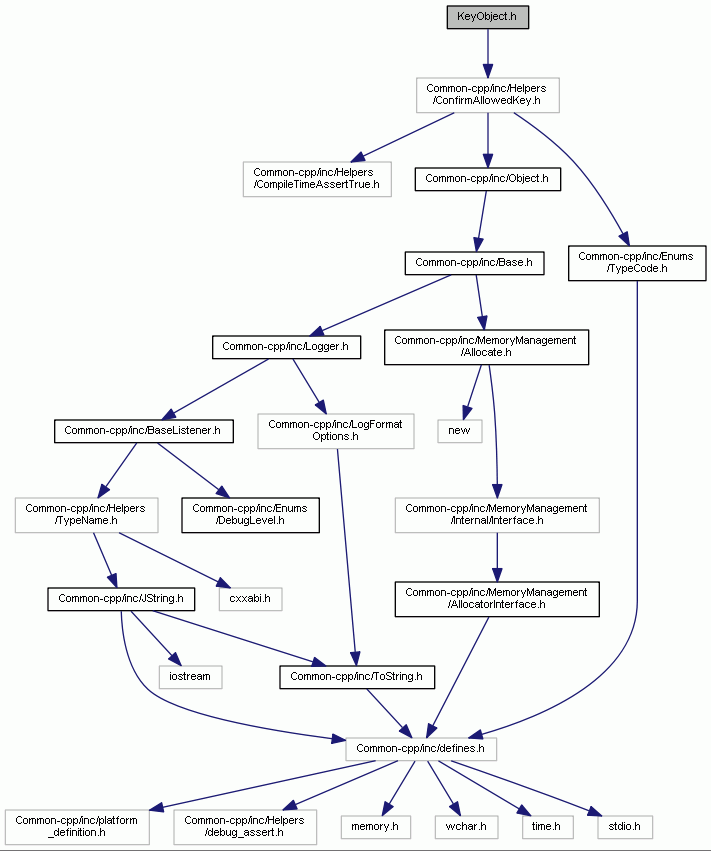 KeyObject.h
Common-cpp/inc/Helpers
/ConfirmAllowedKey.h
Common-cpp/inc/Helpers
/CompileTimeAssertTrue.h
Common-cpp/inc/Object.h
Common-cpp/inc/Enums
/TypeCode.h
Common-cpp/inc/Base.h
Common-cpp/inc/Logger.h
Common-cpp/inc/MemoryManagement
/Allocate.h
Common-cpp/inc/BaseListener.h
Common-cpp/inc/LogFormat
Options.h
new
Common-cpp/inc/Helpers
/TypeName.h
Common-cpp/inc/Enums
/DebugLevel.h
Common-cpp/inc/MemoryManagement
/Internal/Interface.h
Common-cpp/inc/JString.h
cxxabi.h
Common-cpp/inc/MemoryManagement
/AllocatorInterface.h
iostream
Common-cpp/inc/ToString.h
Common-cpp/inc/defines.h
Common-cpp/inc/platform
_definition.h
Common-cpp/inc/Helpers
/debug_assert.h
memory.h
wchar.h
time.h
stdio.h